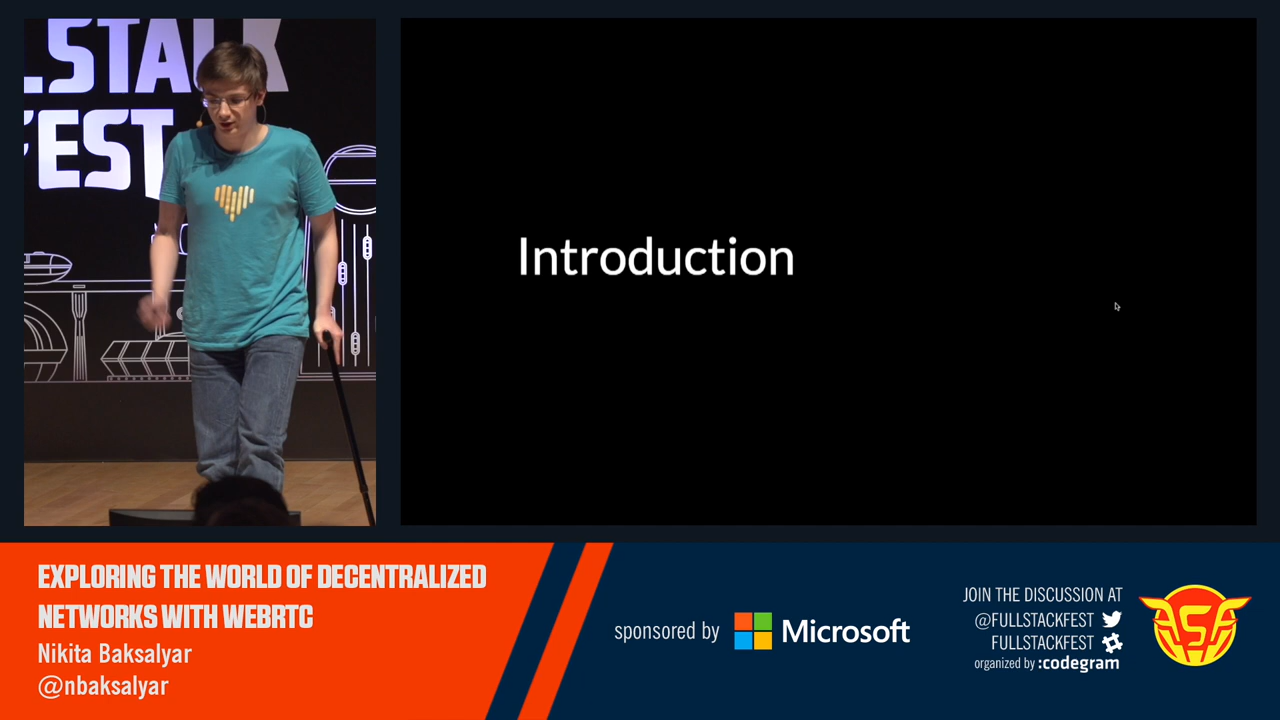 LSTACK
FEST
Introduction
EXPLORING THE WORLD OF DECENTRALIZED
NETWORKS WITH WEBRTC
Nikita Baksalyar
@nbaksalyar
sponsored by Microsoft
JOIN THE DISCUSSION AT
@FULLSTACKFEST
FULLSTACKFEST
organized by :codegram
FSF